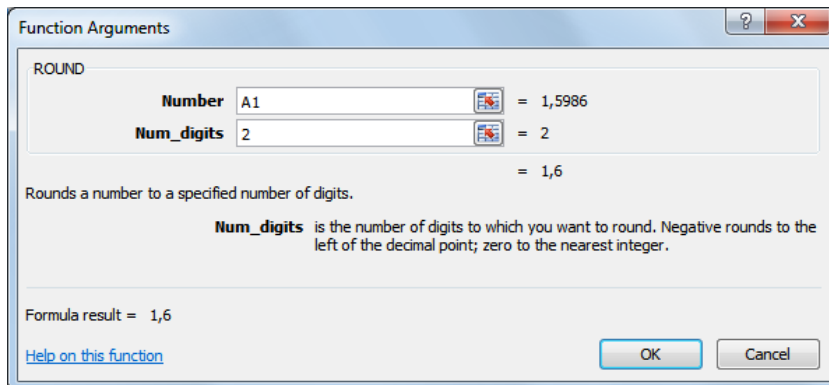 Function Arguments
ROUND
Number A1 = 1,5986
Num_digits 2 = 2
= 1,6
Rounds a number to a specified number of digits.
Num_digits is the number of digits to which you want to round. Negative rounds to the
left of the decimal point; zero to the nearest integer.
Formula result = 1,6
Help on this function OK Cancel